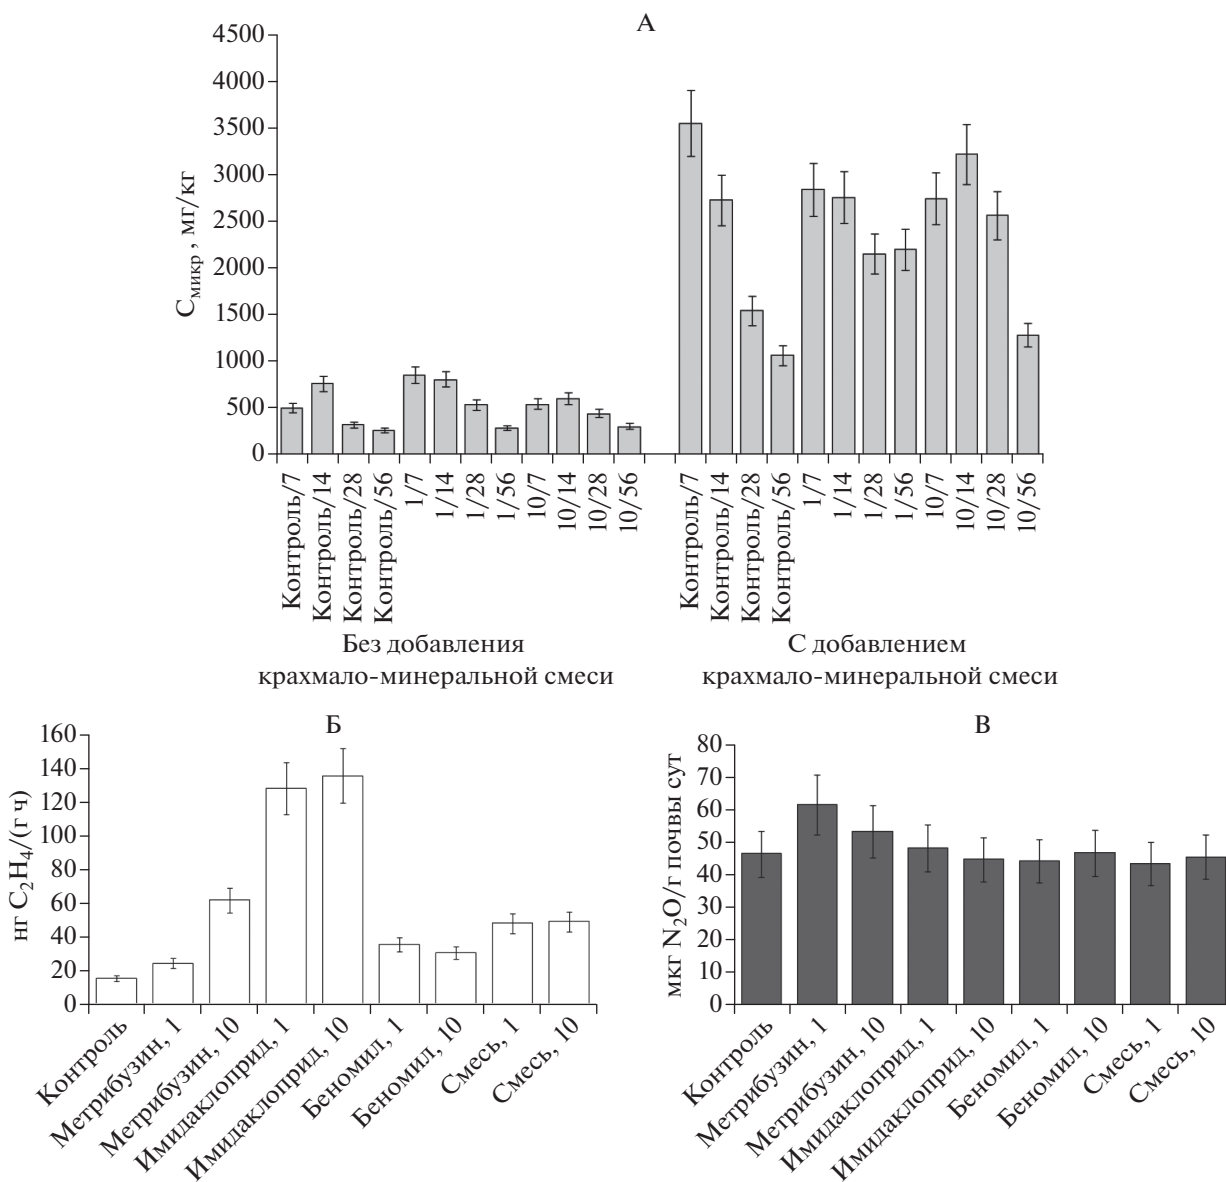 А
4500
4000
3500
3000
2500
2000
1500
1000
500
0
Cмикр , мг/кг
Контроль/7
Контроль/14
Контроль/28
Контроль/56
1/7
1/14
1/28
1/56
10/7
10/14
10/28
10/56
Контроль/7
Контроль/14
Контроль/28
Контроль/56
1/7
1/14
1/28
1/56
10/7
10/14
10/28
10/56
Без добавления
крахмало-минеральной смеси
С добавлением
крахмало-минеральной смеси
Б
160
140
120
100
80
60
40
20
0
нг C₂H₄/(г ч)
Контроль
Метрибузин, 1
Метрибузин, 10
Имидаклоприд, 1
Имидаклоприд, 10
Беномил, 1
Беномил, 10
Смесь, 1
Смесь, 10
В
80
70
60
50
40
30
20
10
0
мкг N₂O/г почвы сут
Контроль
Метрибузин, 1
Метрибузин, 10
Имидаклоприд, 1
Имидаклоприд, 10
Беномил, 1
Беномил, 10
Смесь, 1
Смесь, 10